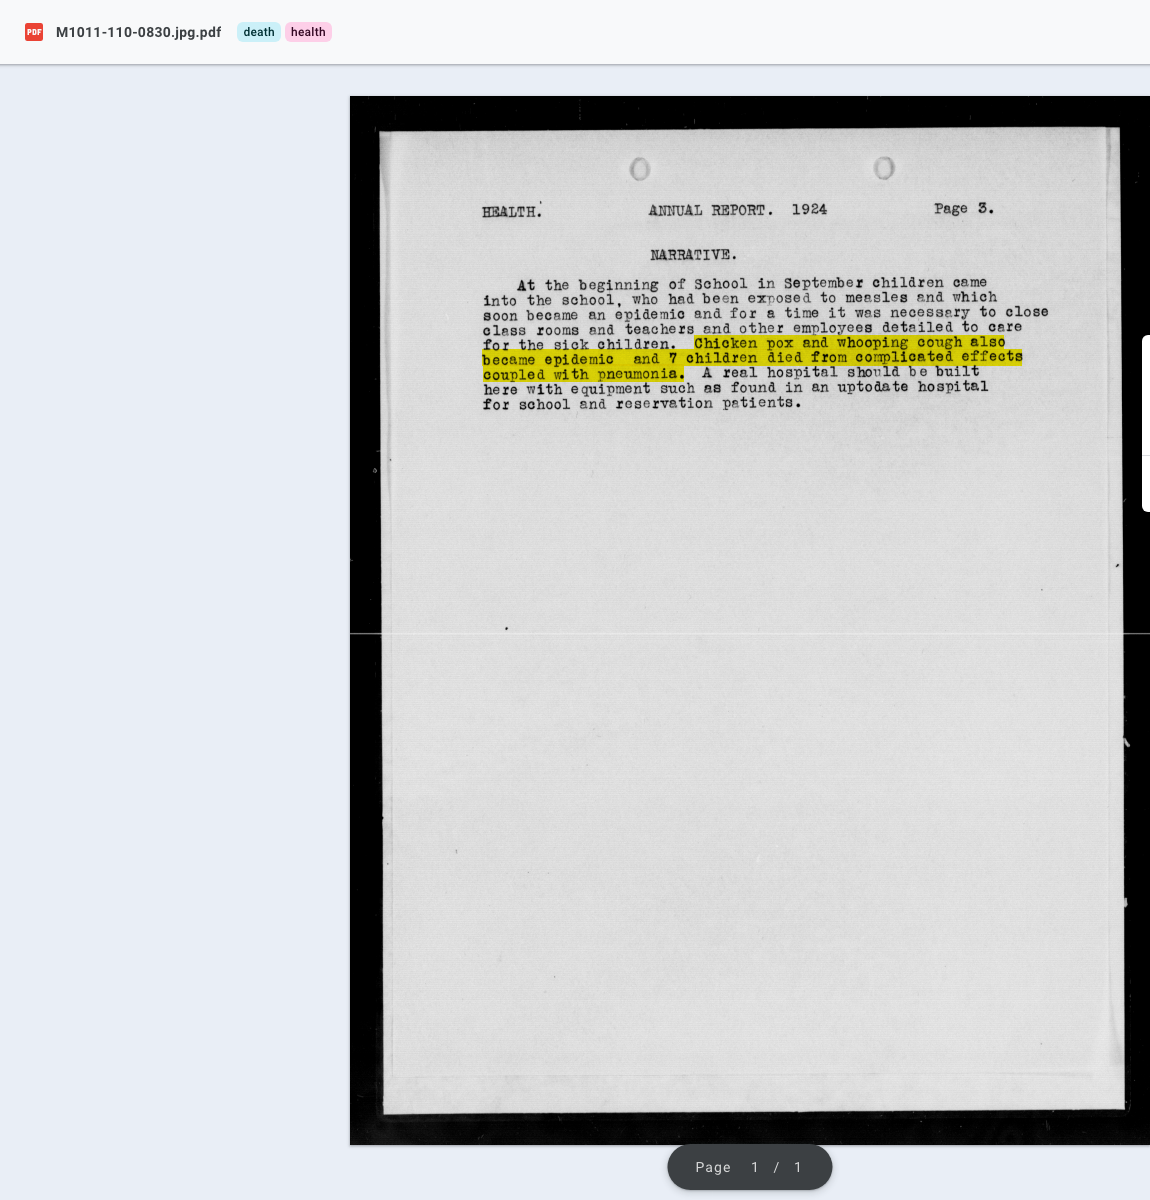 PDF M1011-110-0830.jpg.pdf death health
HEALTH. ANNUAL REPORT. 1924 Page 3.
NARRATIVE.
At the beginning of School in September children came
into the school, who had been exposed to measles and which
soon became an epidemic and for a time it was necessary to close
class rooms and teachers and other employees detailed to care
for the sick children. Chicken pox and whooping cough also
became epidemic and 7 children died from complicated effects
coupled with pneumonia. A real hospital should be built
here with equipment such as found in an uptodate hospital
for school and reservation patients.
Page 1 / 1